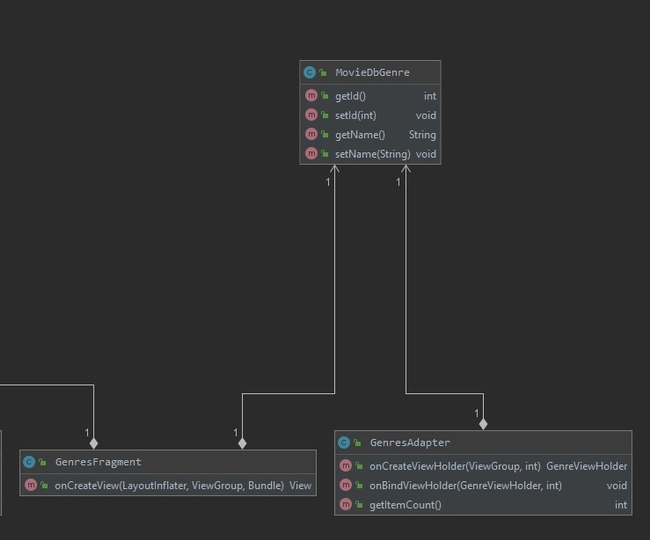 MovieDbGenre
getId() int
setId(int) void
getName() String
setName(String) void
1 1
1 1 1
GenresFragment
onCreateView(LayoutInflater, ViewGroup, Bundle) View
GenresAdapter
onCreateViewHolder(ViewGroup, int) GenreViewHolder
onBindViewHolder(GenreViewHolder, int) void
getItemCount() int